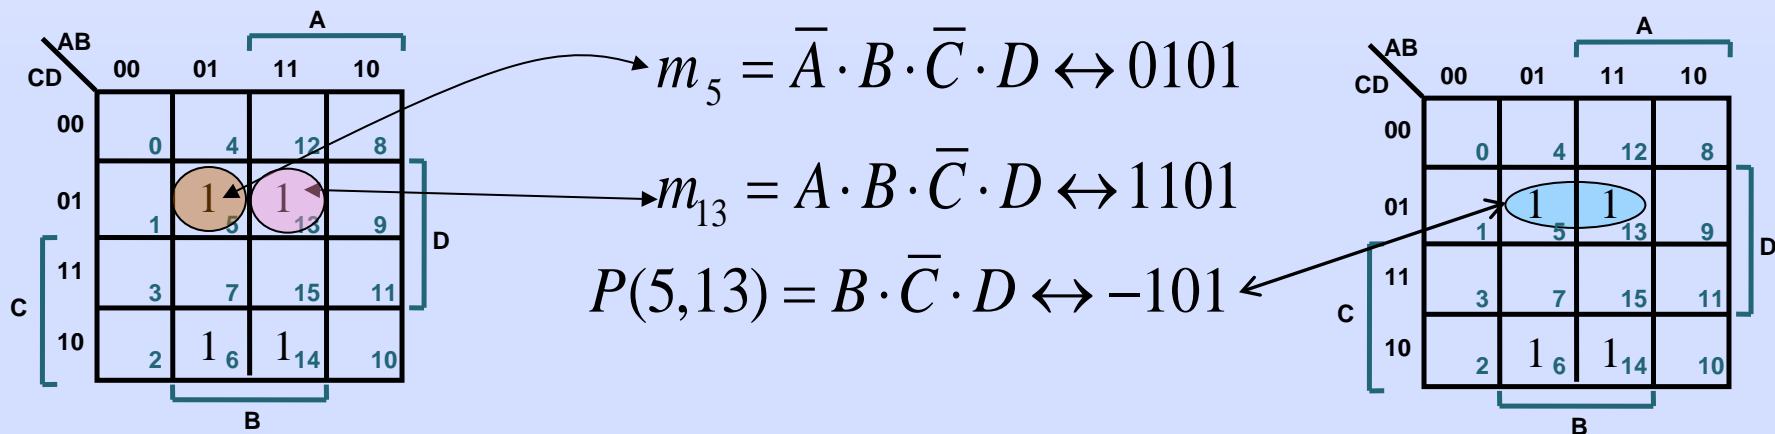 A
AB
CD
00 01 11 10
00
0 4 12 8
01
1 1
1 5 13 9
D
11
3 7 15 11
C
10
1 1
2 6 14 10
B
m₅ = A̅ · B · C̅ · D ↔ 0101
m₁₃ = A · B · C̅ · D ↔ 1101
P(5,13) = B · C̅ · D ↔ −101
A
AB
CD
00 01 11 10
00
0 4 12 8
01
1 1
1 5 13 9
D
11
3 7 15 11
C
10
1 1
2 6 14 10
B